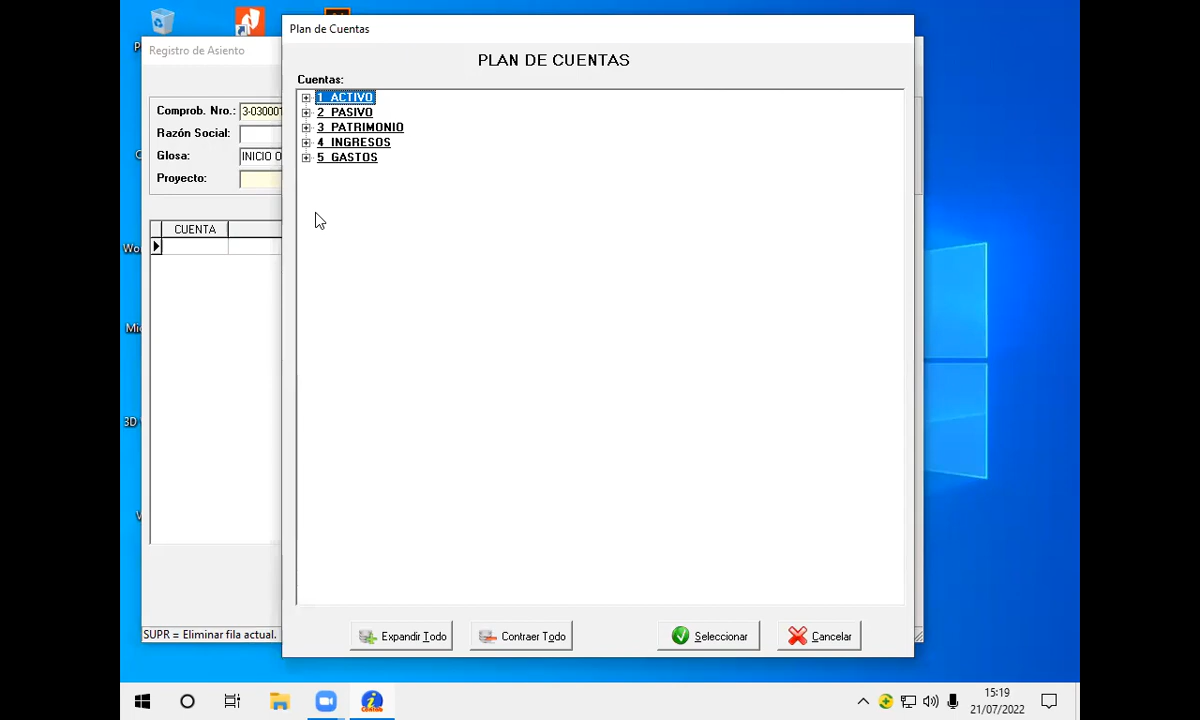 Plan de Cuentas
Registro de Asiento
PLAN DE CUENTAS
Cuentas:
1 ACTIVO
2 PASIVO
3 PATRIMONIO
4 INGRESOS
5 GASTOS
Comprob. Nro.: 3-030001
Razón Social:
Glosa: INICIO O
Proyecto:
CUENTA
Expandir Todo
Contraer Todo
Seleccionar
Cancelar
SUPR = Eliminar fila actual.
15:19
21/07/2022